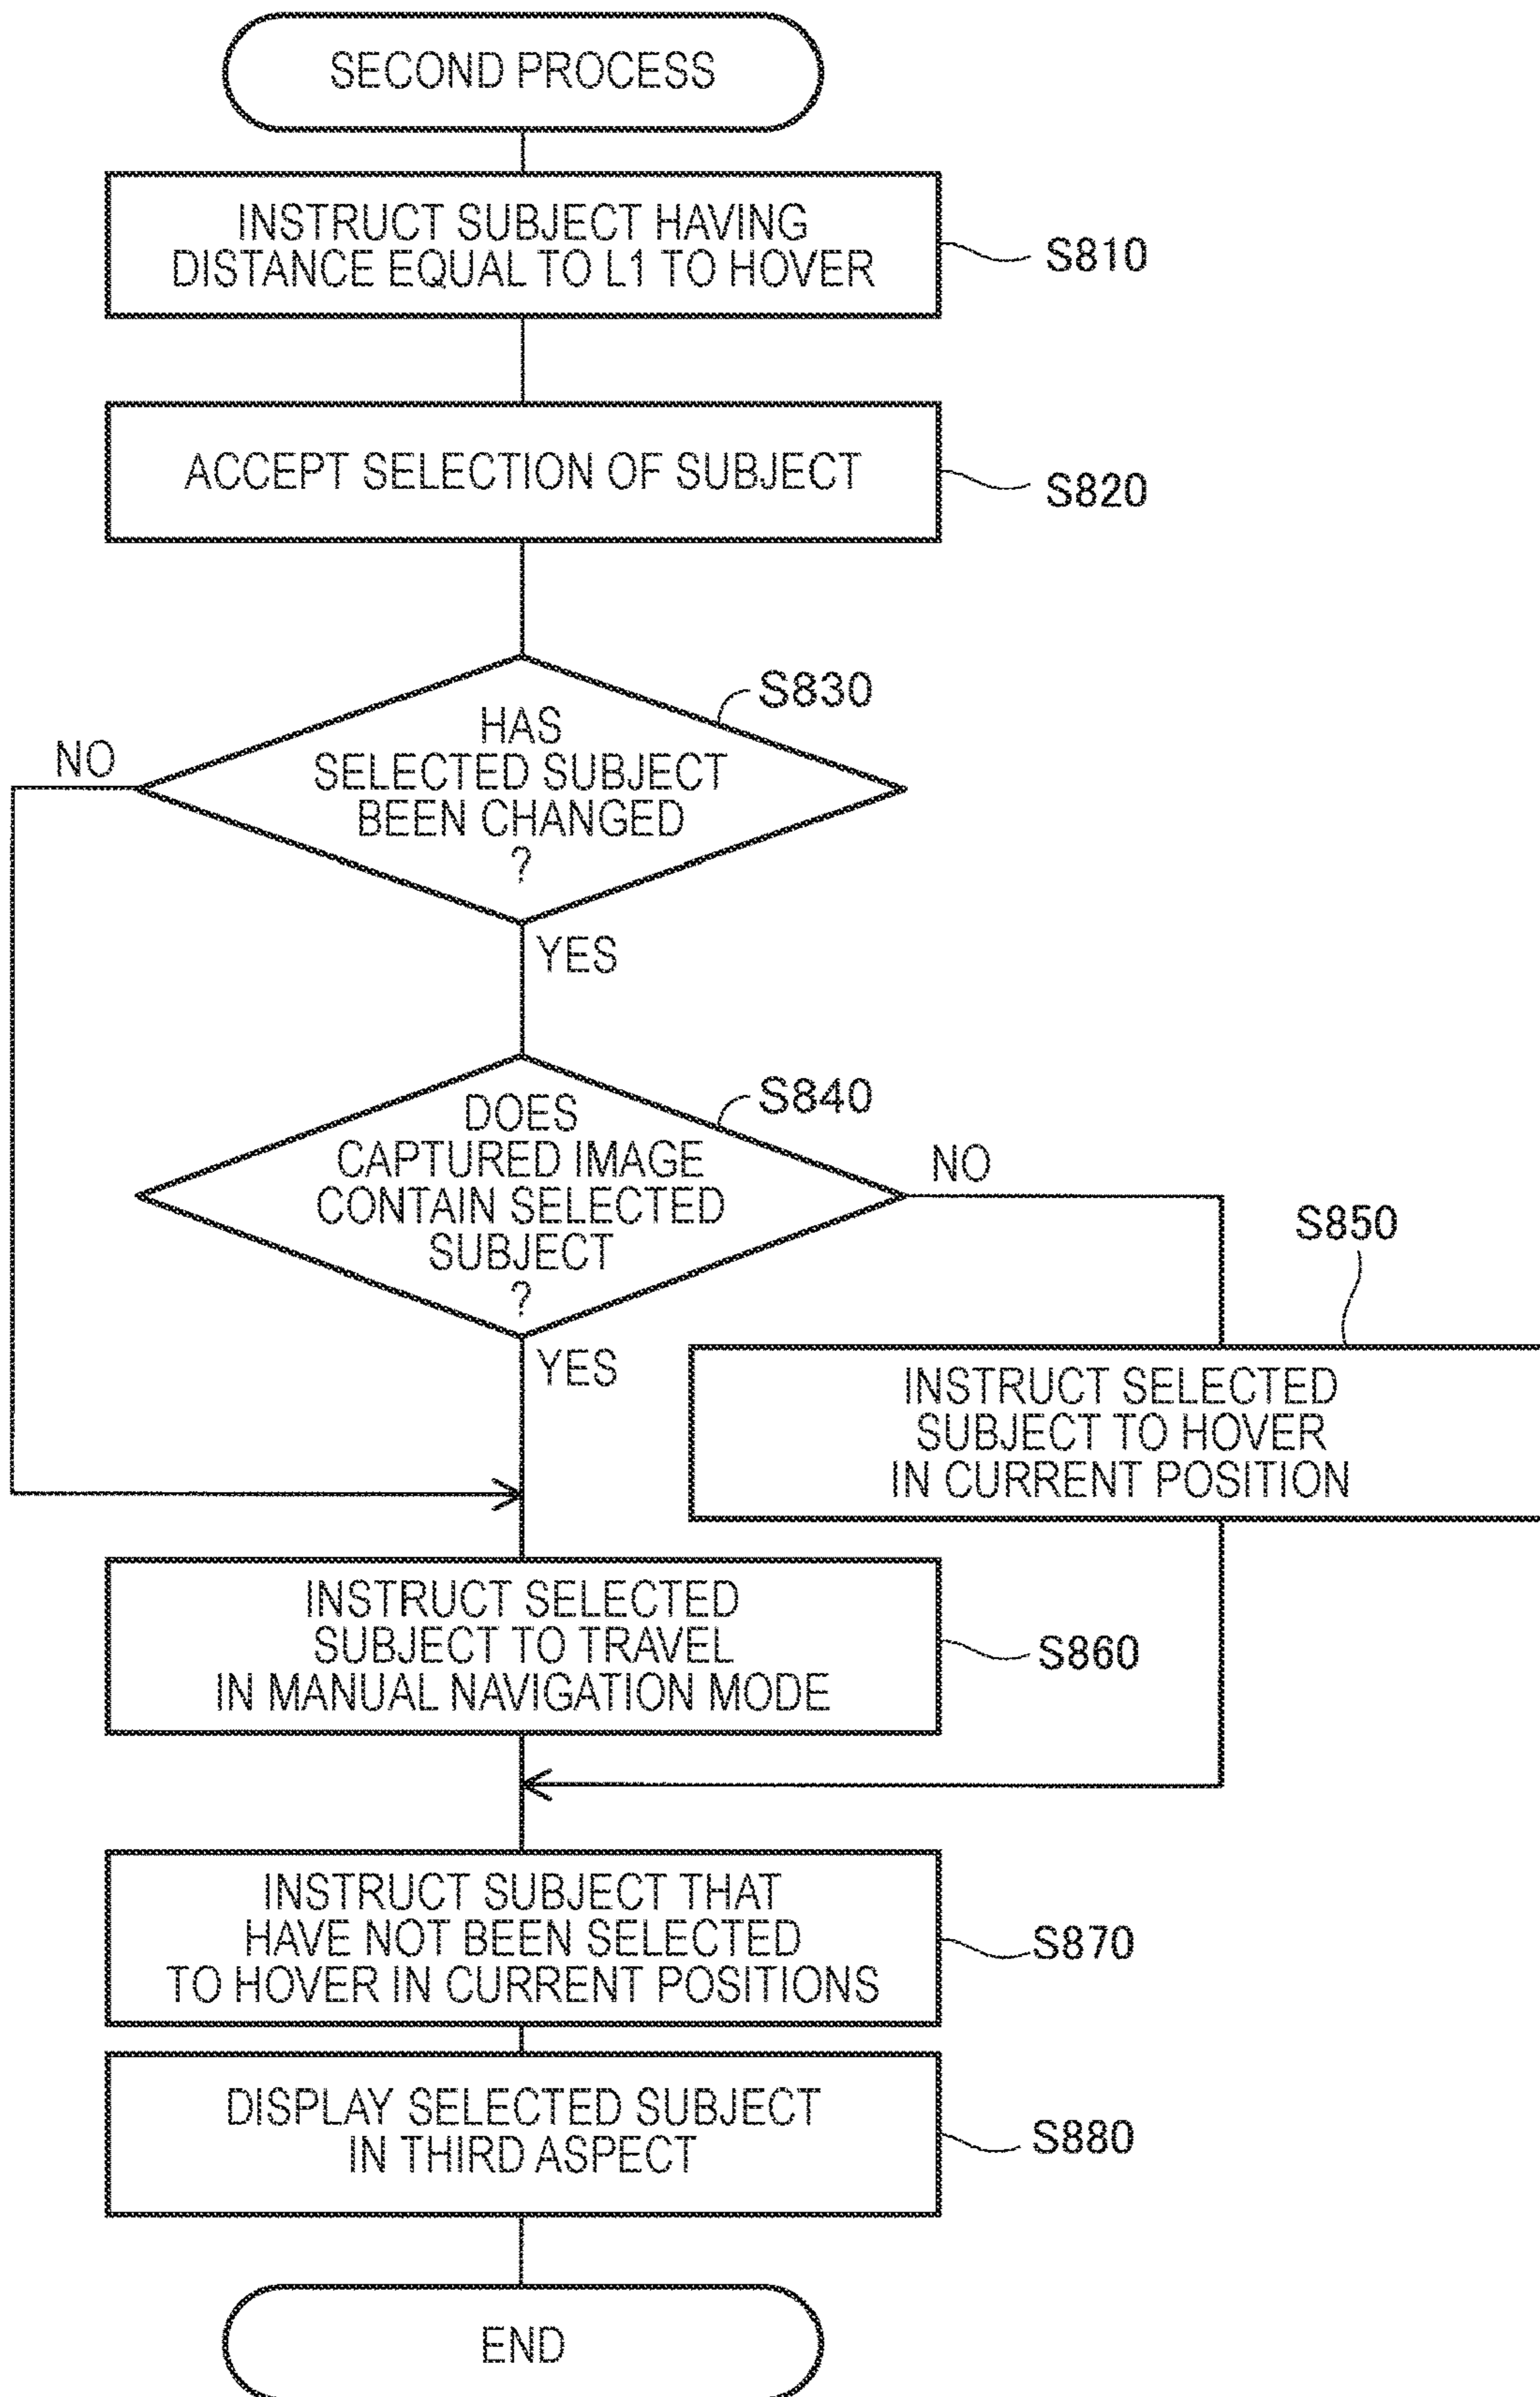 SECOND PROCESS
INSTRUCT SUBJECT HAVING
DISTANCE EQUAL TO L1 TO HOVER
S810
ACCEPT SELECTION OF SUBJECT
S820
S830
HAS
SELECTED SUBJECT
BEEN CHANGED
?
NO
YES
S840
DOES
CAPTURED IMAGE
CONTAIN SELECTED
SUBJECT
?
NO
YES
S850
INSTRUCT SELECTED
SUBJECT TO HOVER
IN CURRENT POSITION
INSTRUCT SELECTED
SUBJECT TO TRAVEL
IN MANUAL NAVIGATION MODE
S860
INSTRUCT SUBJECT THAT
HAVE NOT BEEN SELECTED
TO HOVER IN CURRENT POSITIONS
S870
DISPLAY SELECTED SUBJECT
IN THIRD ASPECT
S880
END